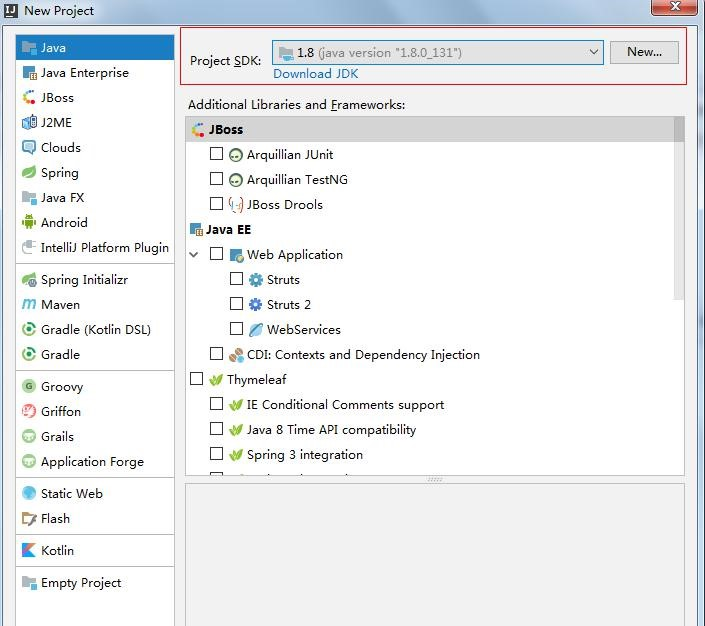 New Project
Java
Java Enterprise
JBoss
J2ME
Clouds
Spring
Java FX
Android
IntelliJ Platform Plugin
Spring Initializr
Maven
Gradle (Kotlin DSL)
Gradle
Groovy
Griffon
Grails
Application Forge
Static Web
Flash
Kotlin
Empty Project
Project SDK: 1.8 (java version "1.8.0_131") New...
Download JDK
Additional Libraries and Frameworks:
JBoss
Arquillian JUnit
Arquillian TestNG
JBoss Drools
Java EE
Web Application
Struts
Struts 2
WebServices
CDI: Contexts and Dependency Injection
Thymeleaf
IE Conditional Comments support
Java 8 Time API compatibility
Spring 3 integration